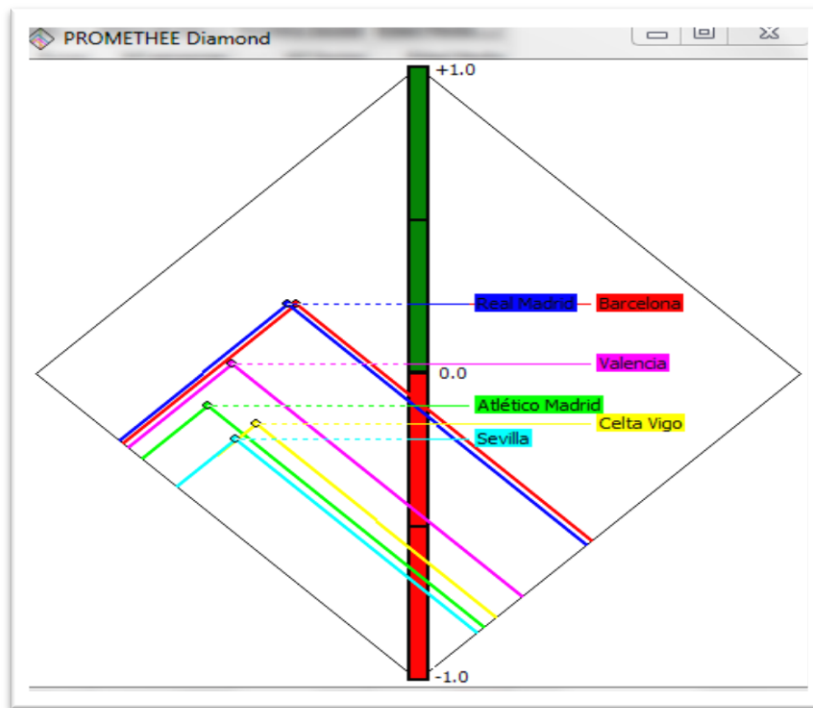 PROMETHEE Diamond
+1.0
Real Madrid Barcelona
Valencia
0.0
Atlético Madrid
Celta Vigo
Sevilla
-1.0